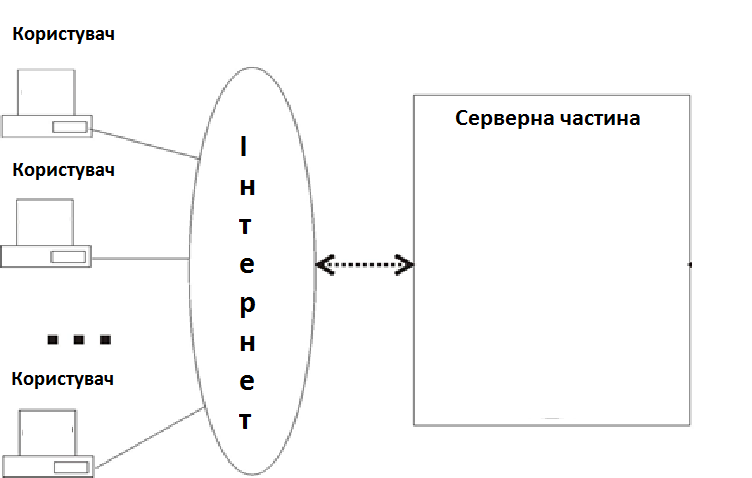 Користувач
Користувач
Користувач
Інтернет
Серверна частина